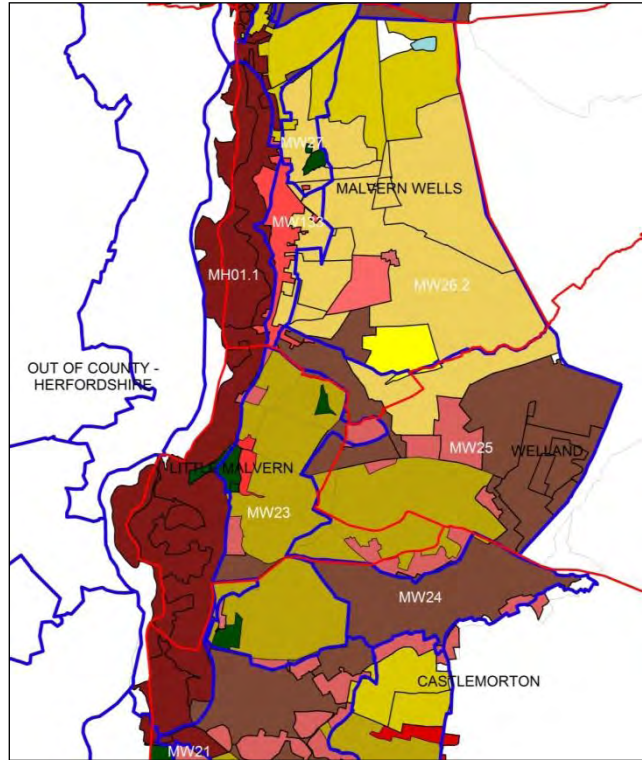 MW27
MALVERN WELLS
MH01.1
MW26.2
OUT OF COUNTY -
HERFORDSHIRE
MW25
WELLAND
LITTLE MALVERN
MW23
MW24
CASTLEMORTON
MW21